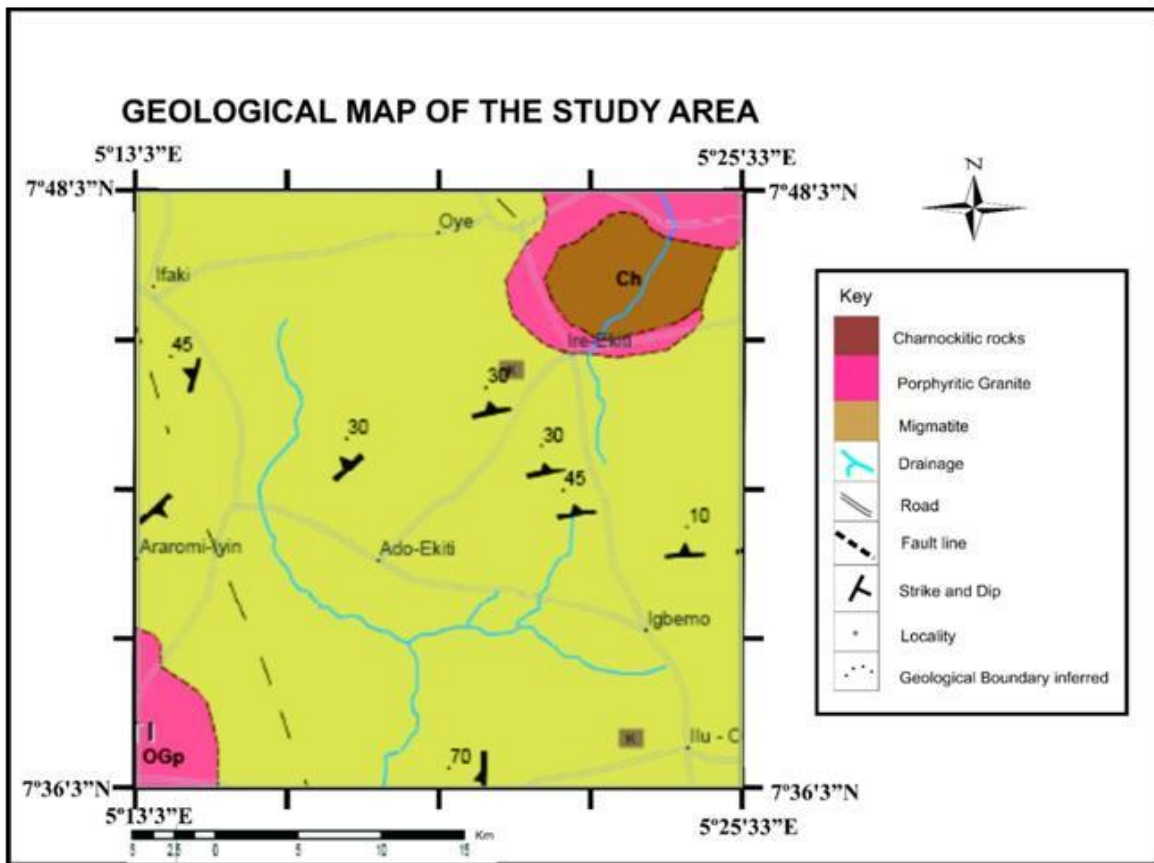 GEOLOGICAL MAP OF THE STUDY AREA
5°13'3”E
5°25'33”E
7°48'3”N
7°48'3”N
N
Oye
Ifaki
Ch
Ire-Ekiti
45
30
K
30
30
45
10
Araromi-Iyin
Ado-Ekiti
Igbemo
K
Ilu - O
OGp
70
7°36'3”N
7°36'3”N
5°13'3”E
5°25'33”E
5 2.5 0 5 10 15
Km
Key
Charnockitic rocks
Porphyritic Granite
Migmatite
Drainage
Road
Fault line
Strike and Dip
Locality
Geological Boundary inferred